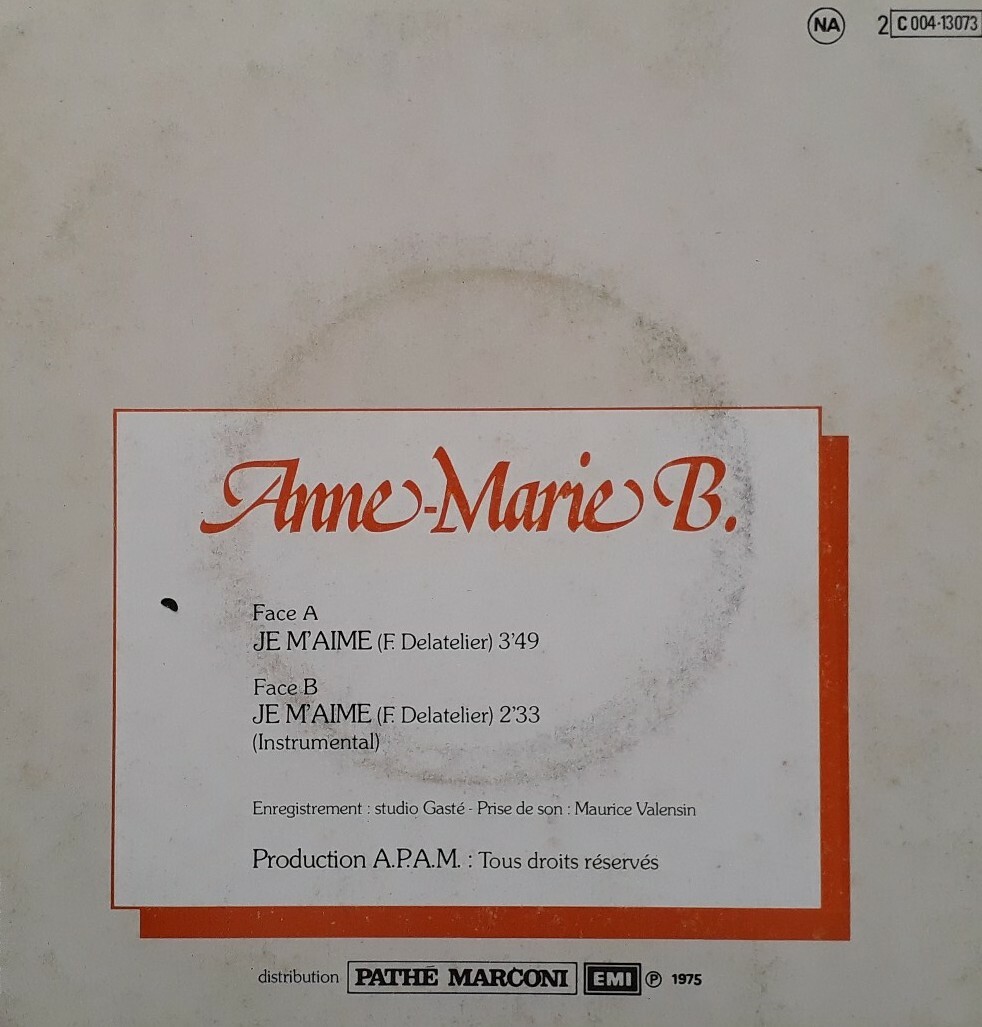 NA 2 C 004-13073
Anne-Marie B.
Face A
JE M'AIME (F. Delatelier) 3'49
Face B
JE M'AIME (F. Delatelier) 2'33
(Instrumental)
Enregistrement : studio Gasté - Prise de son : Maurice Valensin
Production A.P.A.M. : Tous droits réservés
distribution PATHÉ MARCONI EMI ℗ 1975